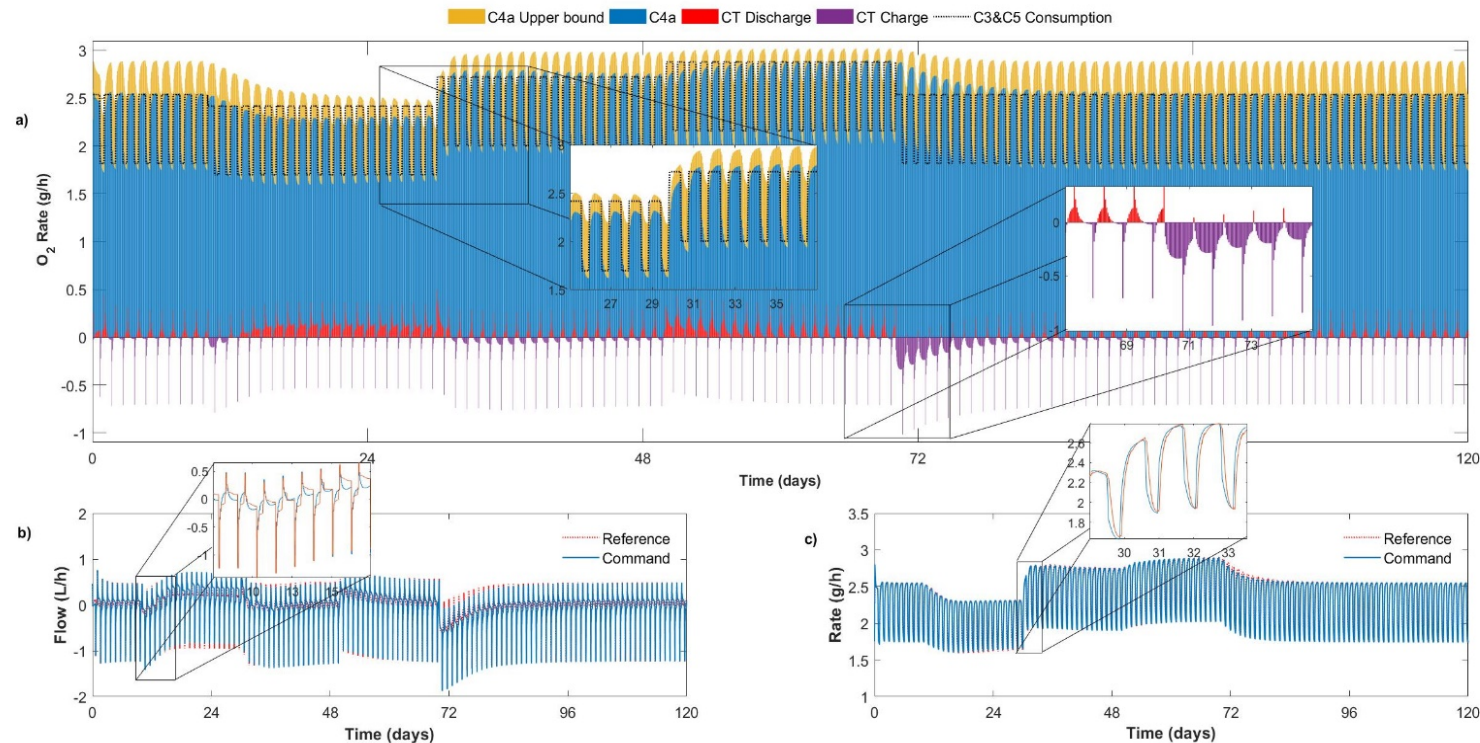 C4a Upper bound C4a CT Discharge CT Charge C3&C5 Consumption
a)
O2 Rate (g/h)
3
2.5
2
1.5
1
0.5
0
-0.5
-1
0 24 48 72 96 120
Time (days)
3
2.5
2
1.5
27 29 31 33 35
0
-0.5
-1
69 71 73
b)
Flow (L/h)
2
1
0
-1
-2
0 24 48 72 96 120
Time (days)
Reference
Command
0.5
0
-0.5
-1
10 13 15
c)
Rate (g/h)
3.5
3
2.5
2
1.5
1
0 24 48 72 96 120
Time (days)
Reference
Command
2.6
2.4
2.2
2
1.8
30 31 32 33